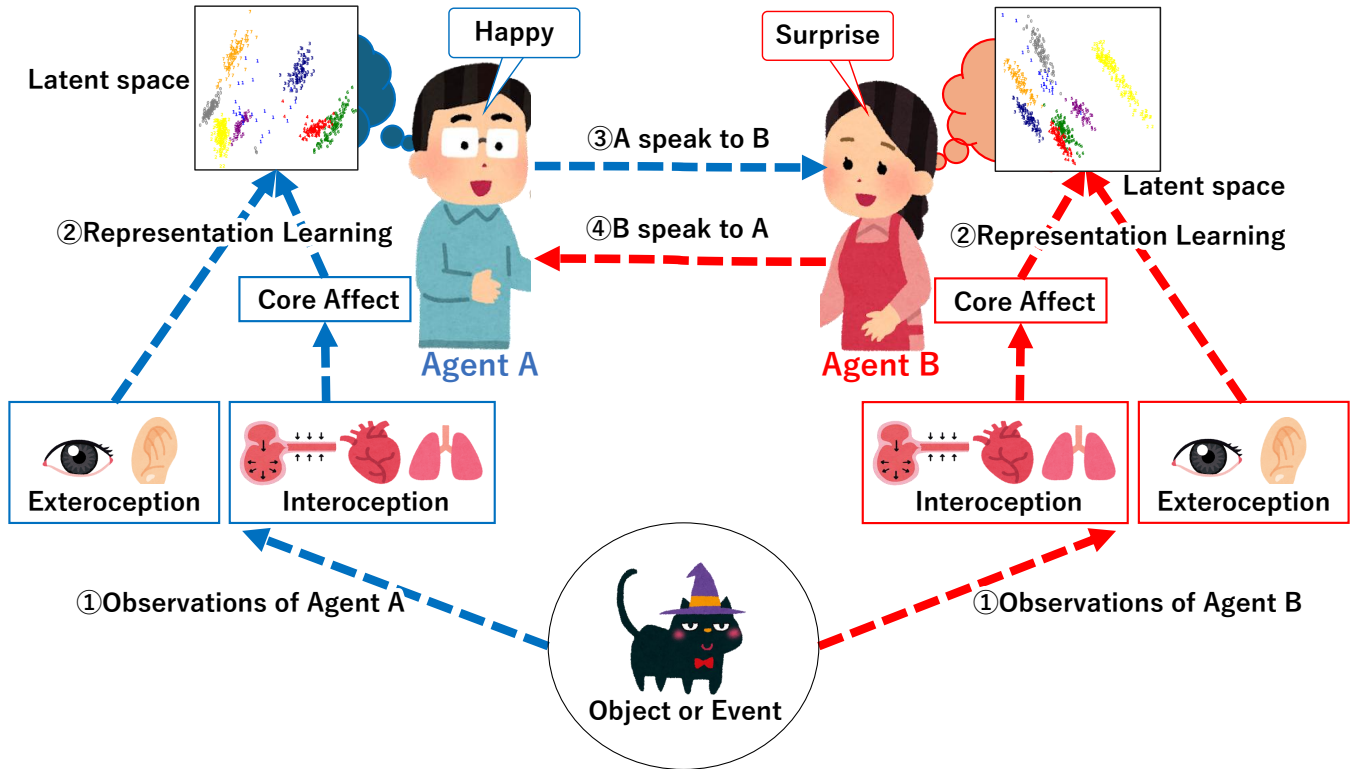 Happy
Surprise
Latent space
③A speak to B
Latent space
②Representation Learning
④B speak to A
②Representation Learning
Core Affect
Core Affect
Agent A
Agent B
Exteroception
Interoception
Interoception
Exteroception
①Observations of Agent A
①Observations of Agent B
Object or Event